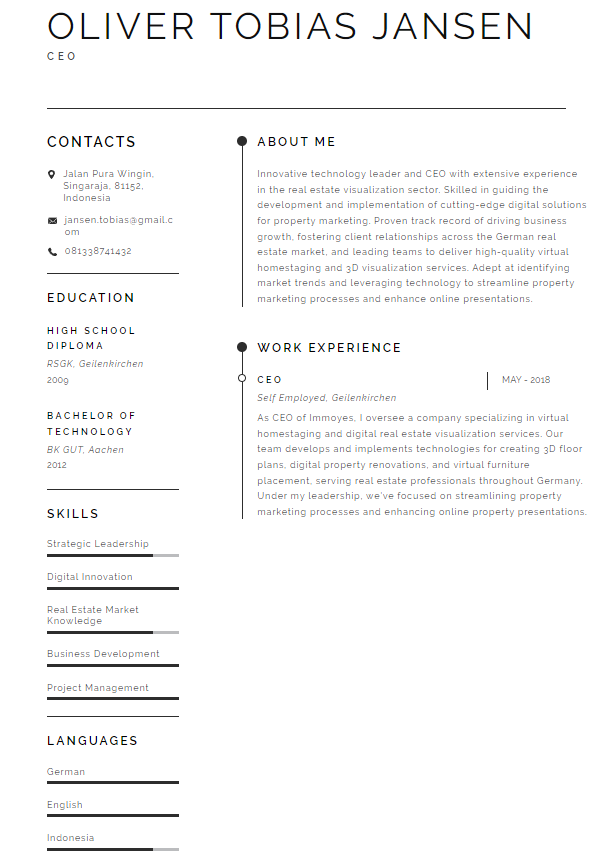 OLIVER TOBIAS JANSEN
CEO
CONTACTS
Jalan Pura Wingin,
Singaraja, 81152,
Indonesia
jansen.tobias@gmail.c
om
081338741432
EDUCATION
HIGH SCHOOL
DIPLOMA
RSGK, Geilenkirchen
2009
BACHELOR OF
TECHNOLOGY
BK GUT, Aachen
2012
SKILLS
Strategic Leadership
Digital Innovation
Real Estate Market
Knowledge
Business Development
Project Management
LANGUAGES
German
English
Indonesia
ABOUT ME
Innovative technology leader and CEO with extensive experience
in the real estate visualization sector. Skilled in guiding the
development and implementation of cutting-edge digital solutions
for property marketing. Proven track record of driving business
growth, fostering client relationships across the German real
estate market, and leading teams to deliver high-quality virtual
homestaging and 3D visualization services. Adept at identifying
market trends and leveraging technology to streamline property
marketing processes and enhance online presentations.
WORK EXPERIENCE
CEO
MAY - 2018
Self Employed, Geilenkirchen
As CEO of Immoyes, I oversee a company specializing in virtual
homestaging and digital real estate visualization services. Our
team develops and implements technologies for creating 3D floor
plans, digital property renovations, and virtual furniture
placement, serving real estate professionals throughout Germany.
Under my leadership, we've focused on streamlining property
marketing processes and enhancing online property presentations.